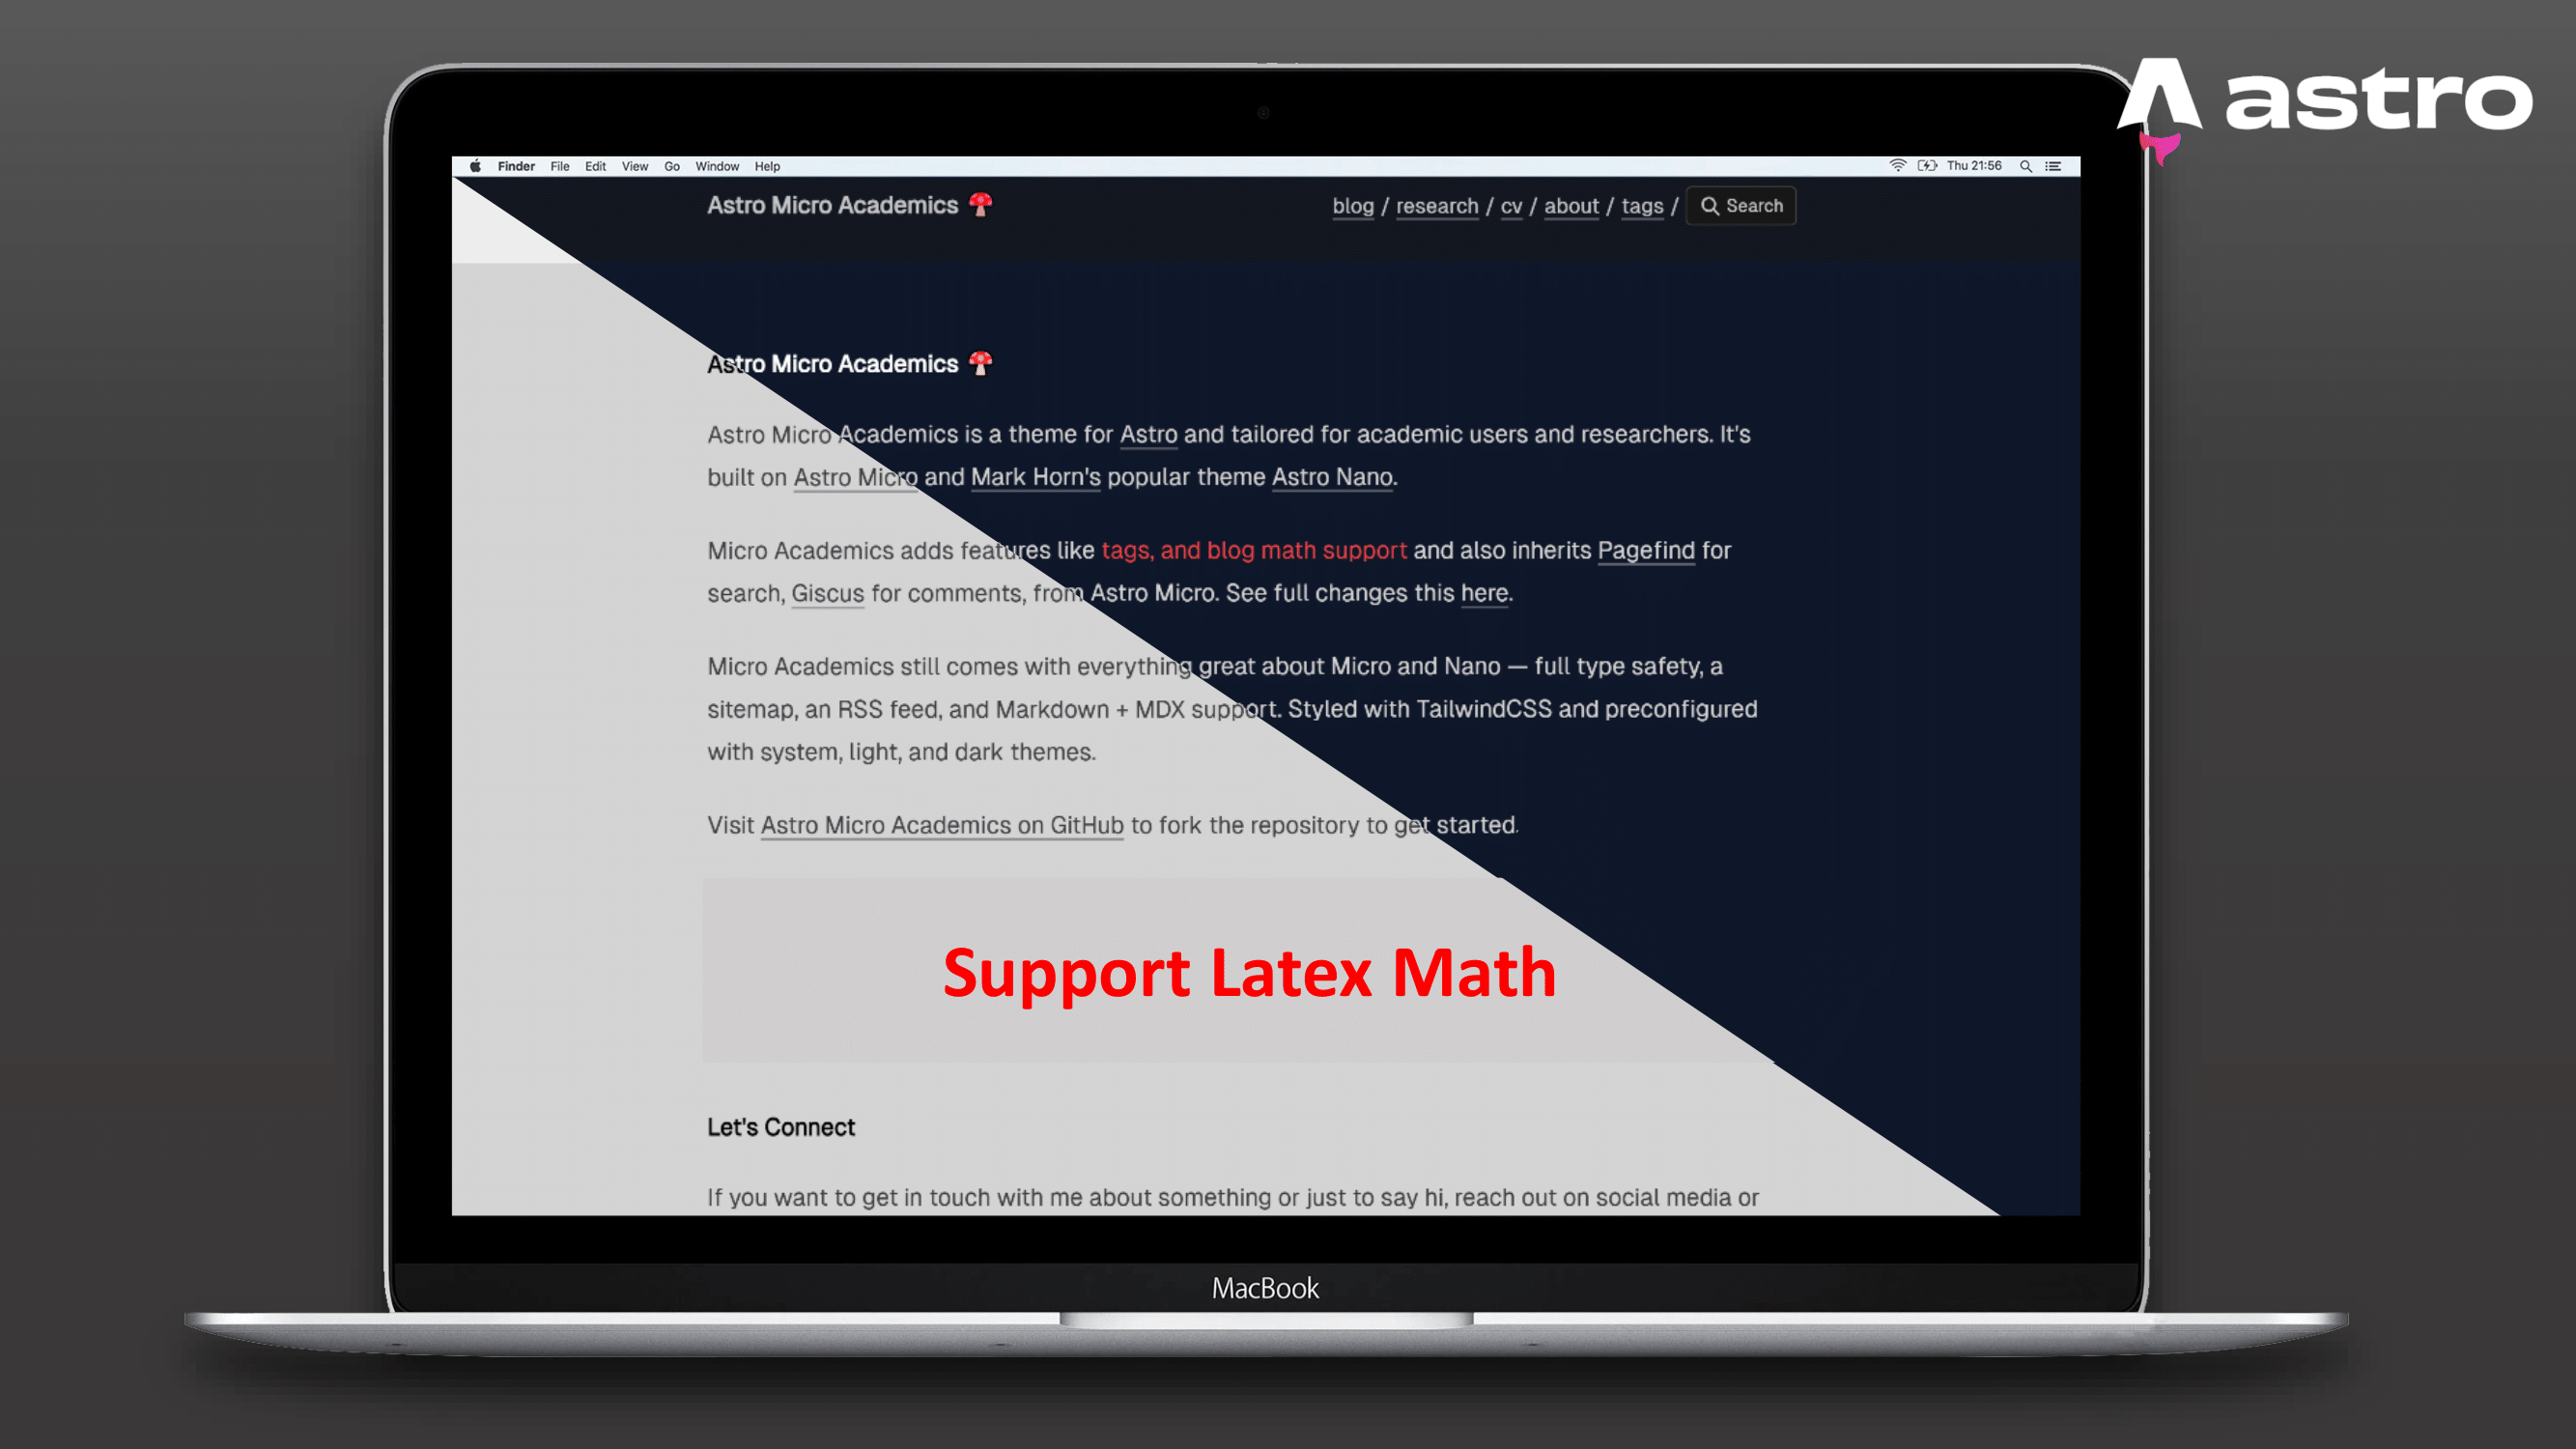 astro
Finder File Edit View Go Window Help Thu 21:56
Astro Micro Academics blog / research / cv / about / tags / Search
Astro Micro Academics
Astro Micro Academics is a theme for Astro and tailored for academic users and researchers. It's
built on Astro Micro and Mark Horn's popular theme Astro Nano.
Micro Academics adds features like tags, and blog math support and also inherits Pagefind for
search, Giscus for comments, from Astro Micro. See full changes this here.
Micro Academics still comes with everything great about Micro and Nano — full type safety, a
sitemap, an RSS feed, and Markdown + MDX support. Styled with TailwindCSS and preconfigured
with system, light, and dark themes.
Visit Astro Micro Academics on GitHub to fork the repository to get started.
Support Latex Math
Let's Connect
If you want to get in touch with me about something or just to say hi, reach out on social media or
MacBook